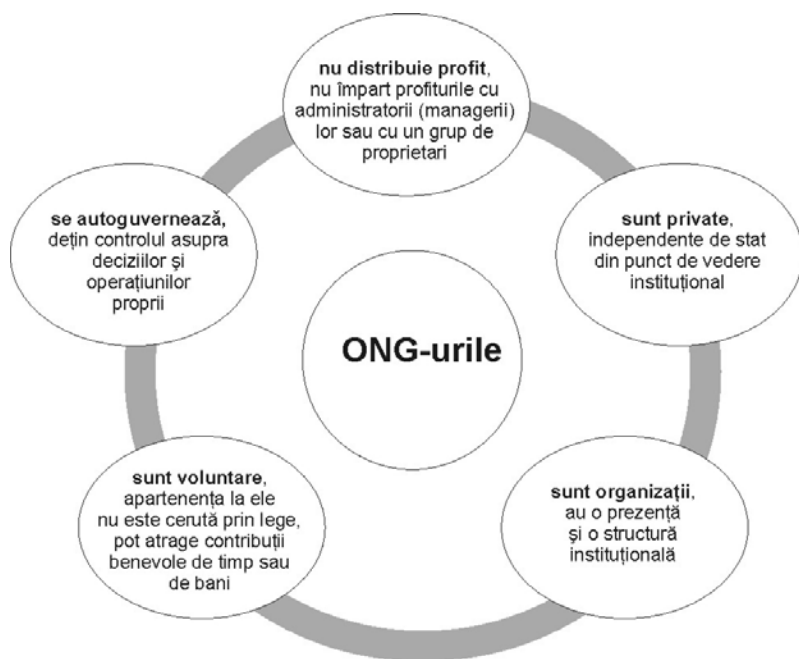 nu distribuie profit,
nu împart profiturile cu
administratorii (managerii)
lor sau cu un grup de
proprietari
sunt private,
independente de stat
din punct de vedere
instituțional
sunt organizații,
au o prezență
şi o structură
instituțională
sunt voluntare,
apartenența la ele
nu este cerută prin lege,
pot atrage contribuții
benevole de timp sau
de bani
se autoguvernează,
dețin controlul asupra
deciziilor şi
operațiunilor
proprii
ONG-urile